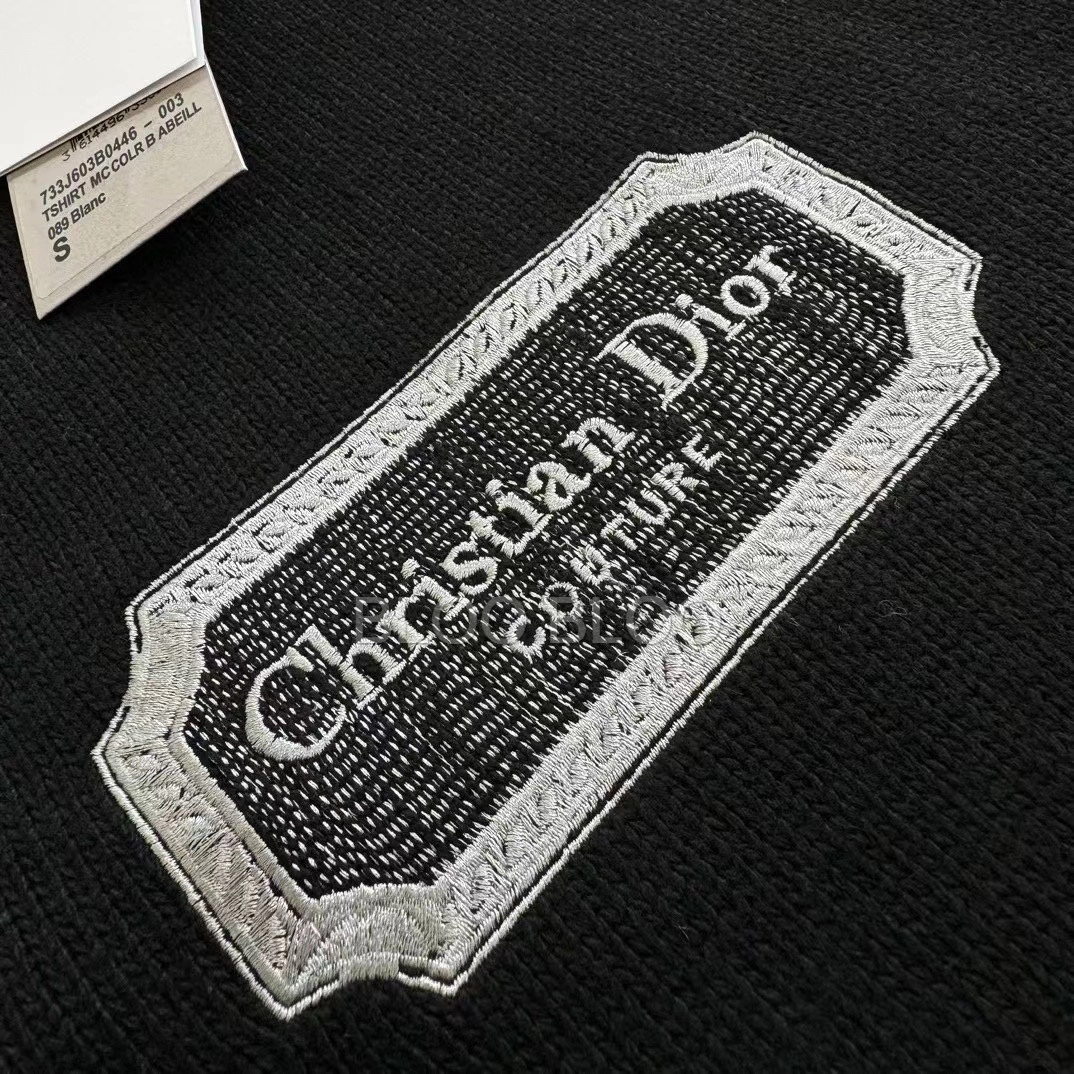 733J603B0446 - 003
TSHIRT MC COLR B ABEILL
089 Blanc
S
Christian Dior
COUTURE